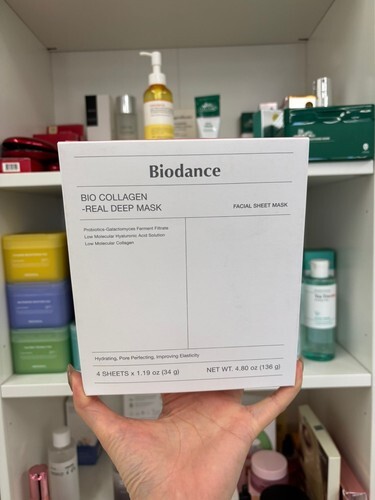 Biodance
BIO COLLAGEN
-REAL DEEP MASK
FACIAL SHEET MASK
Probiotics-Galactomyces Ferment Filtrate
Low Molecular Hyaluronic Acid Solution
Low Molecular Collagen
Hydrating, Pore Perfecting, Improving Elasticity
4 SHEETS x 1.19 oz (34 g)
NET WT. 4.80 oz (136 g)